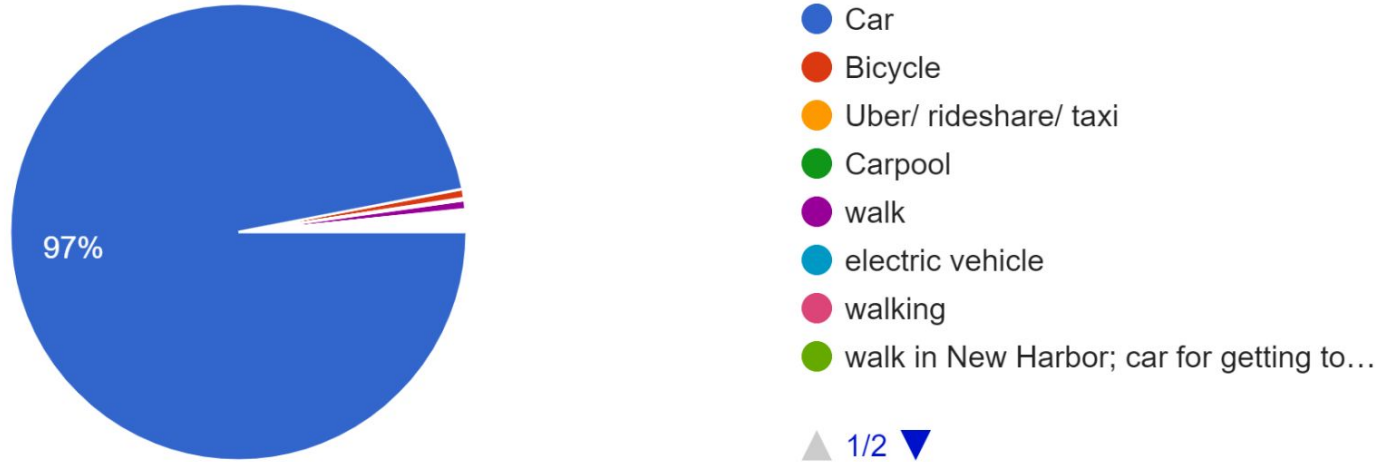 97%
Car
Bicycle
Uber/ rideshare/ taxi
Carpool
walk
electric vehicle
walking
walk in New Harbor; car for getting to…
1/2